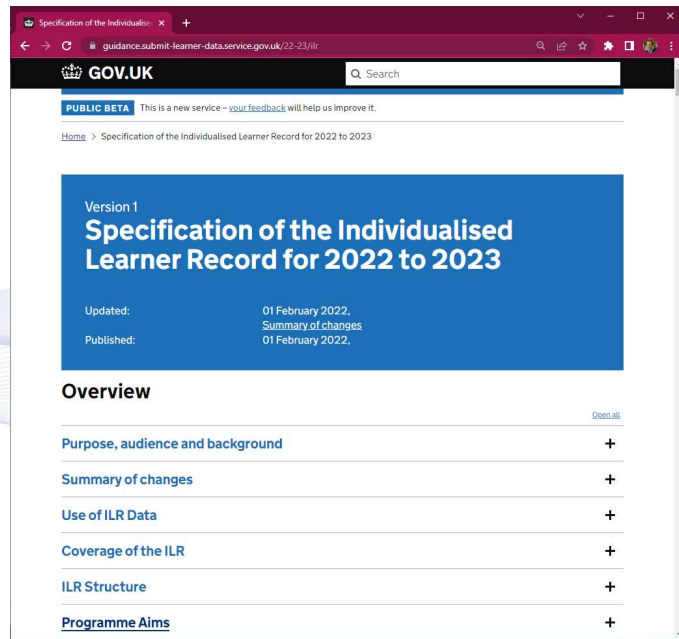 Specification of the Individualise
guidance.submit-learner-data.service.gov.uk/22-23/ilr
GOV.UK
Search
PUBLIC BETA This is a new service – your feedback will help us improve it.
Home > Specification of the Individualised Learner Record for 2022 to 2023
Version 1
Specification of the Individualised
Learner Record for 2022 to 2023
Updated: 01 February 2022,
Summary of changes
Published: 01 February 2022,
Overview
Open all
Purpose, audience and background +
Summary of changes +
Use of ILR Data +
Coverage of the ILR +
ILR Structure +
Programme Aims +